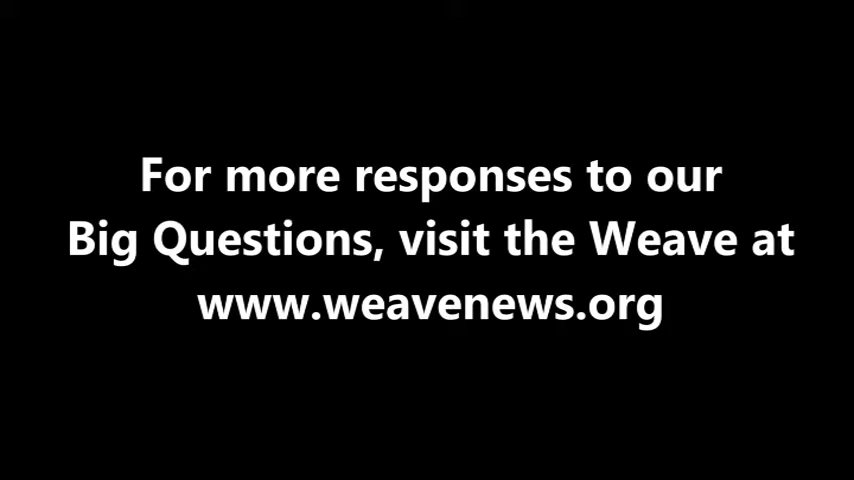 For more responses to our
Big Questions, visit the Weave at
www.weavenews.org